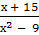 x + 15
x² − 9